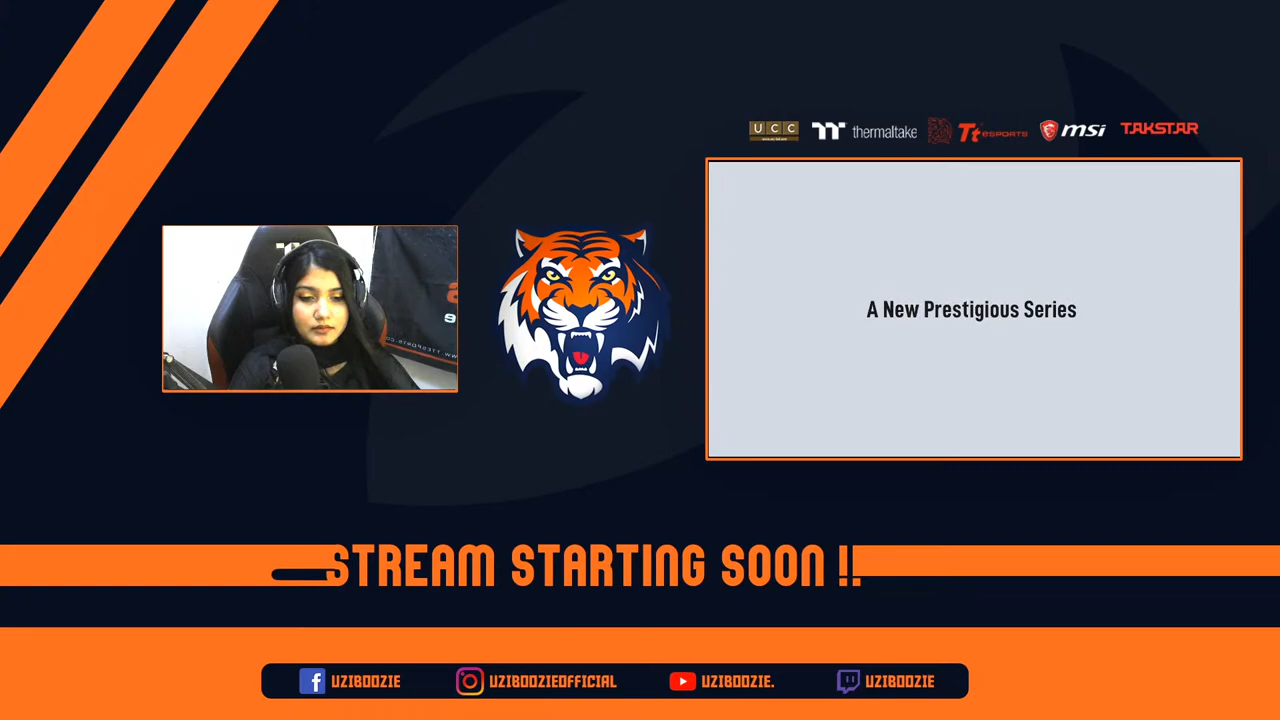 UCC
thermaltake
Tt eSPORTS
msi
TAKSTAR
A New Prestigious Series
STREAM STARTING SOON !!
UZIBOOZIE
UZIBOOZIEOFFICIAL
UZIBOOZIE.
UZIBOOZIE